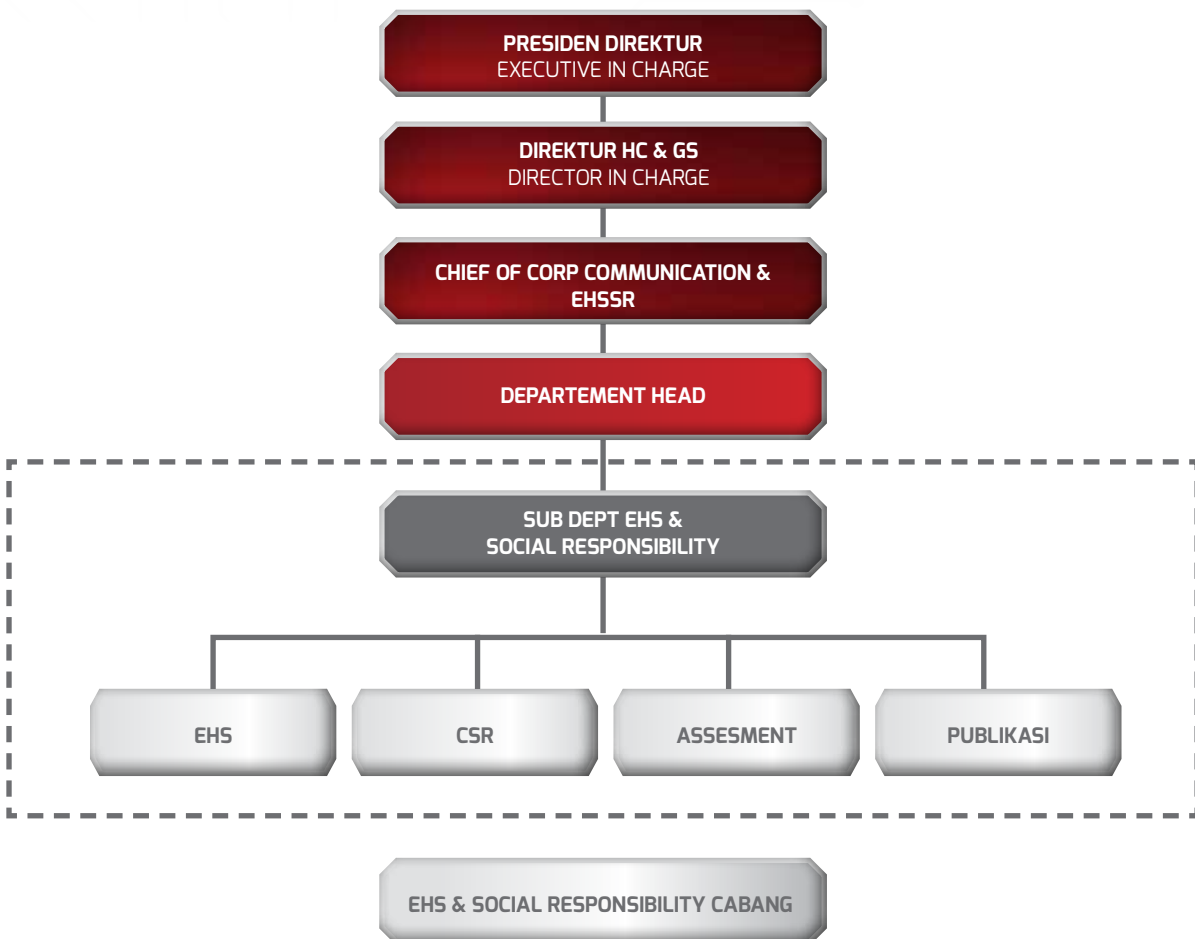 PRESIDEN DIREKTUR
EXECUTIVE IN CHARGE
DIREKTUR HC & GS
DIRECTOR IN CHARGE
CHIEF OF CORP COMMUNICATION &
EHSSR
DEPARTEMENT HEAD
SUB DEPT EHS &
SOCIAL RESPONSIBILITY
EHS
CSR
ASSESMENT
PUBLIKASI
EHS & SOCIAL RESPONSIBILITY CABANG